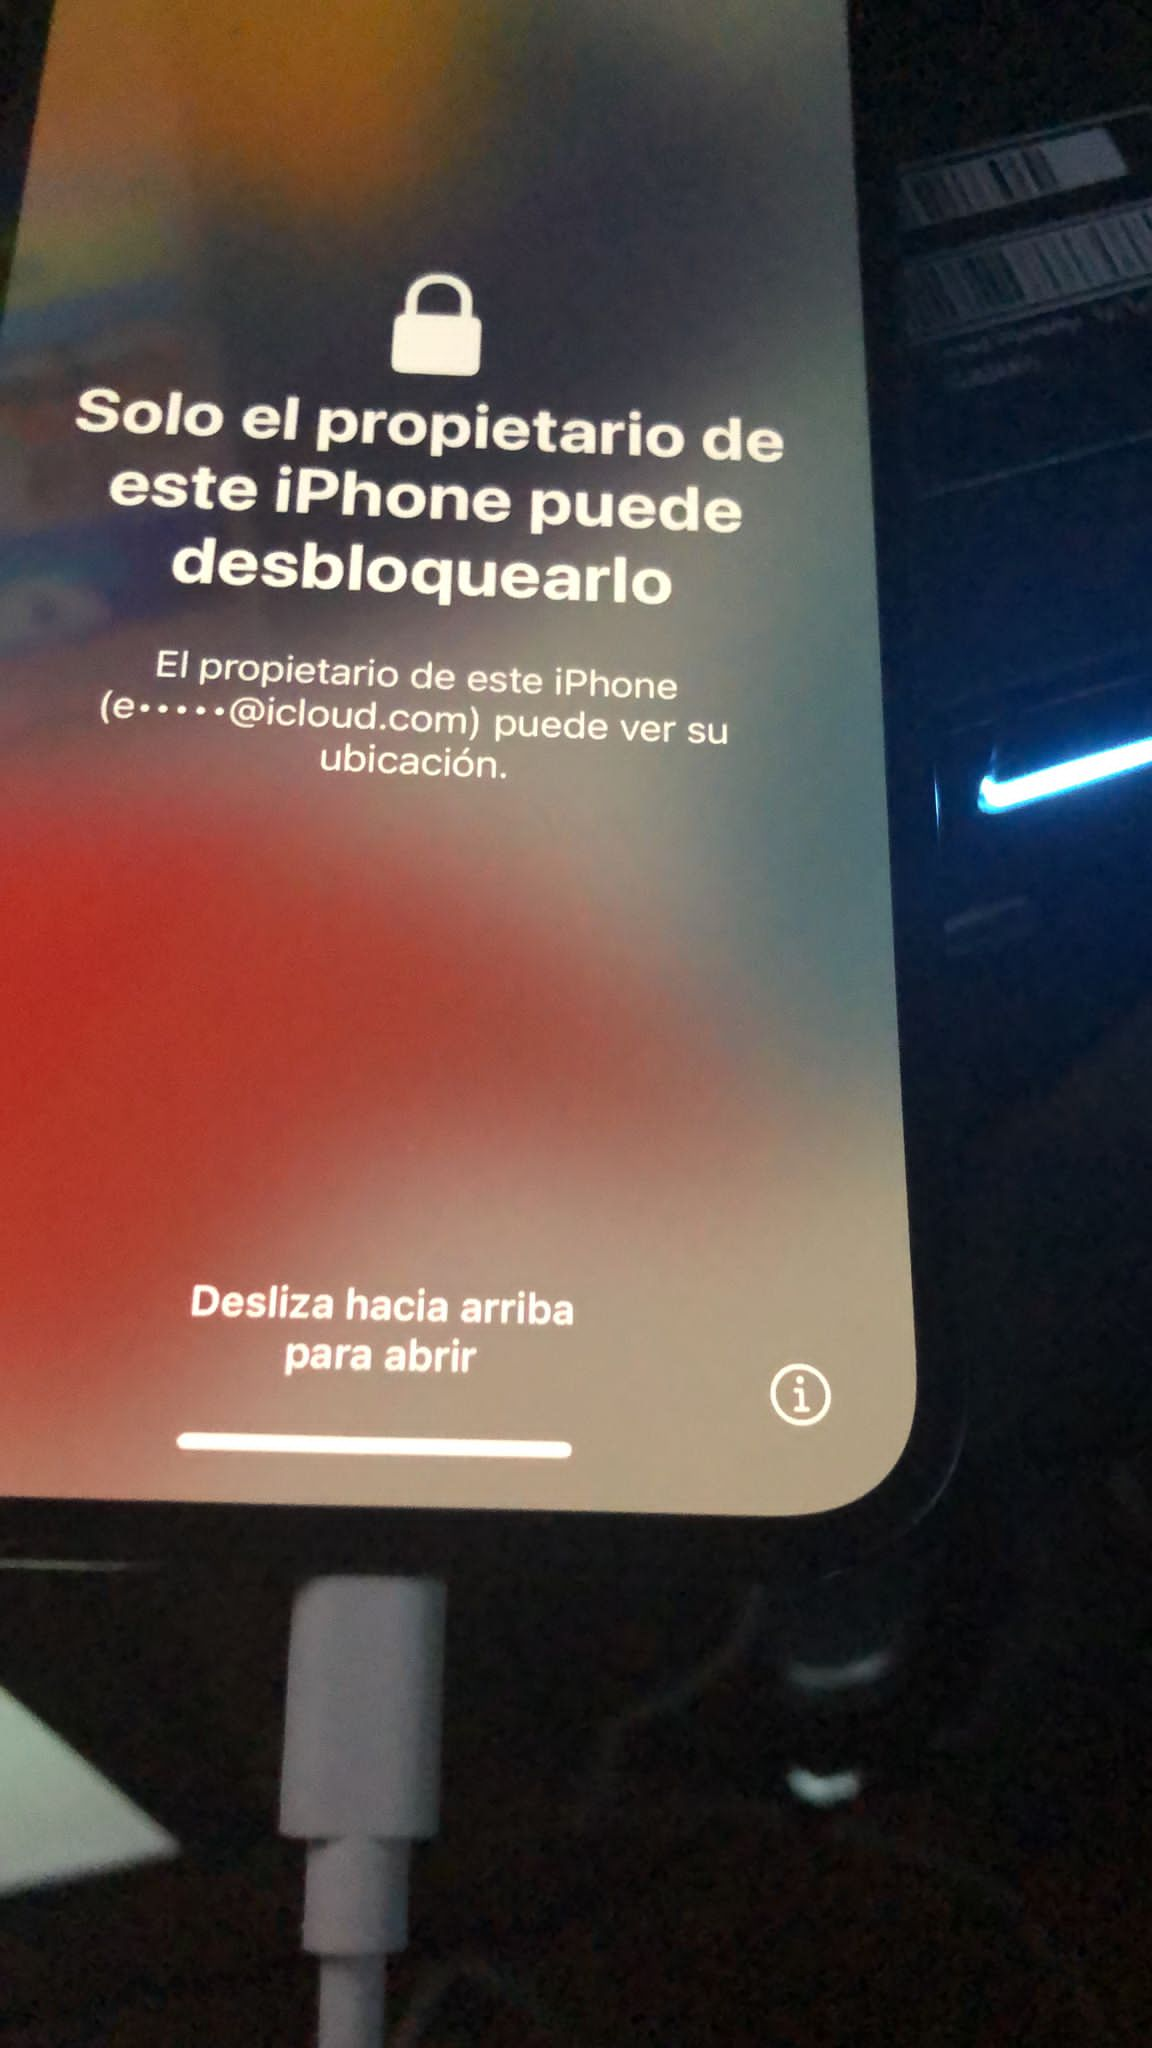 Solo el propietario de
este iPhone puede
desbloquearlo
El propietario de este iPhone
(e•••••@icloud.com) puede ver su
ubicación.
Desliza hacia arriba
para abrir